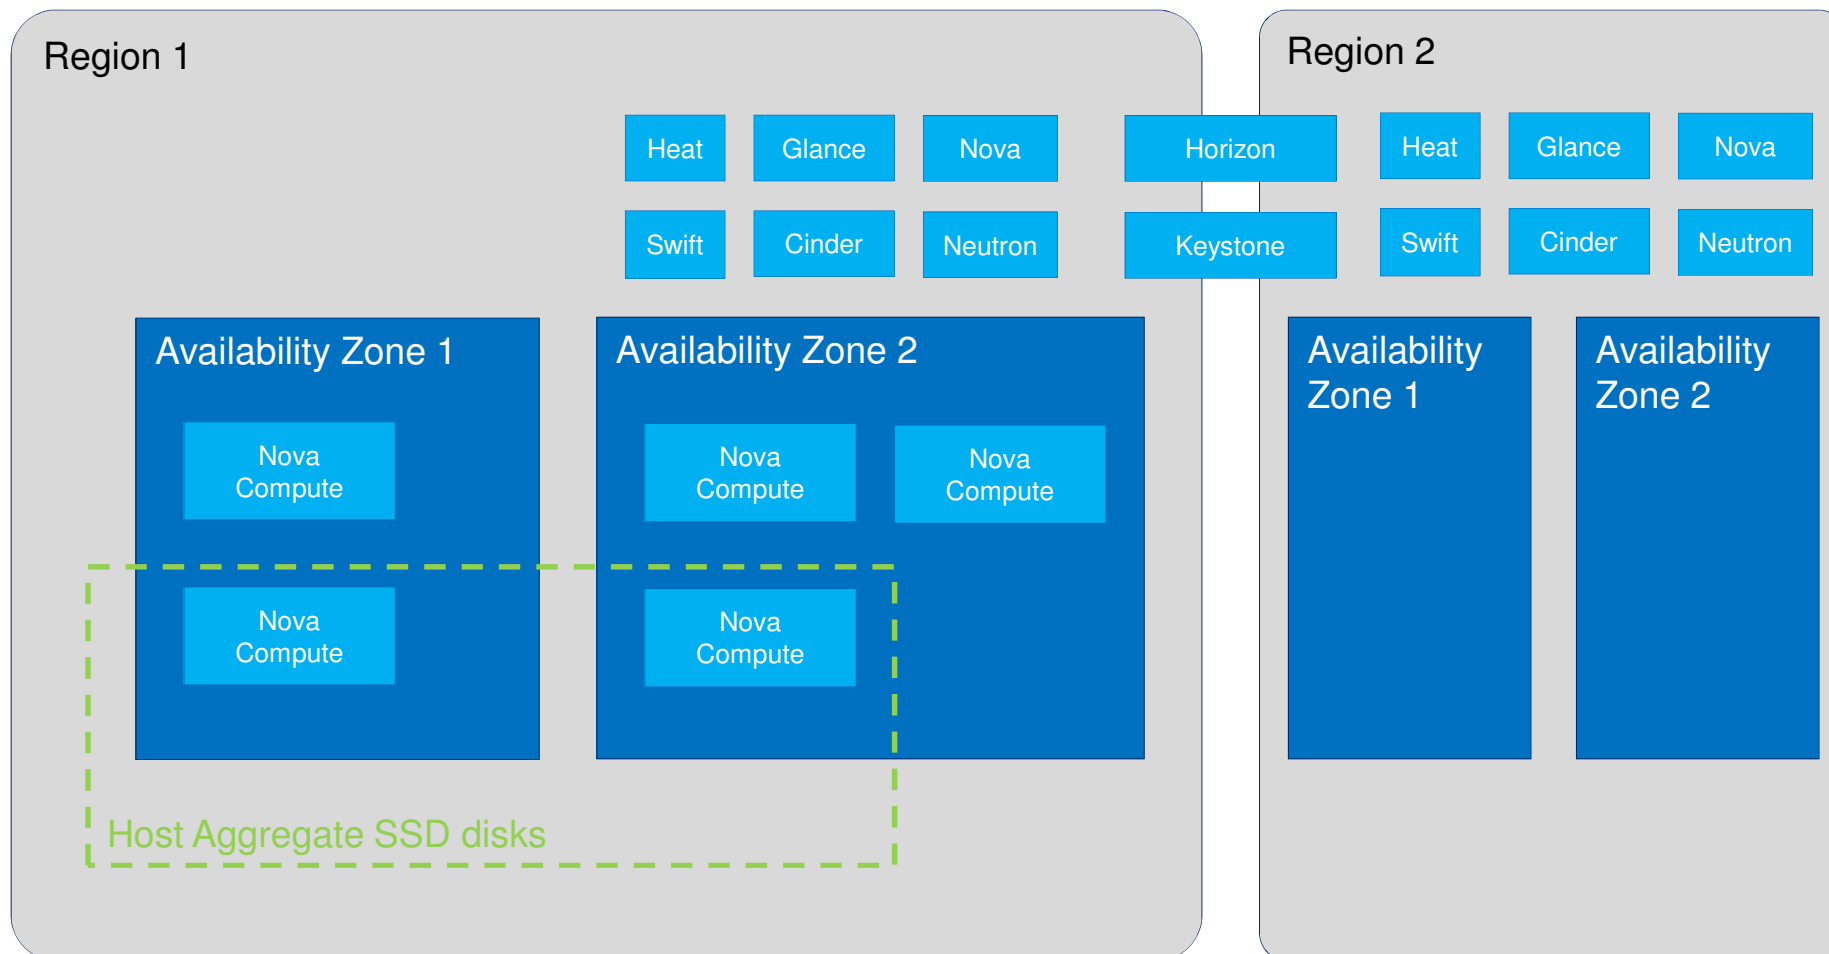 Region 1
Region 2
Heat
Glance
Nova
Horizon
Heat
Glance
Nova
Swift
Cinder
Neutron
Keystone
Swift
Cinder
Neutron
Availability Zone 1
Nova
Compute
Nova
Compute
Availability Zone 2
Nova
Compute
Nova
Compute
Nova
Compute
Host Aggregate SSD disks
Availability
Zone 1
Availability
Zone 2